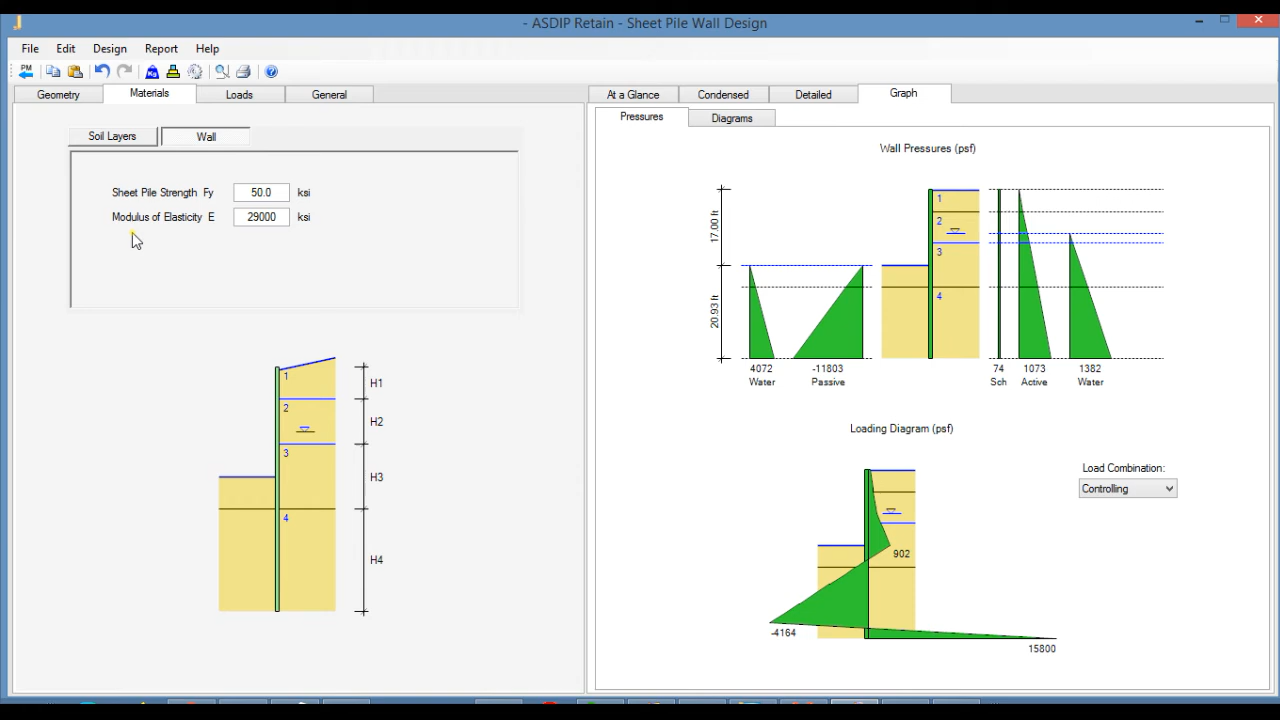 - ASDIP Retain - Sheet Pile Wall Design
File Edit Design Report Help
PM
Geometry Materials Loads General
At a Glance Condensed Detailed Graph
Soil Layers Wall
Pressures Diagrams
Sheet Pile Strength Fy 50.0 ksi
Modulus of Elasticity E 29000 ksi
1
2
3
4
H1
H2
H3
H4
Wall Pressures (psf)
17.00 ft
20.93 ft
1
2
3
4
4072 -11803 74 1073 1382
Water Passive Sch Active Water
Loading Diagram (psf)
902
-4164
15800
Load Combination:
Controlling